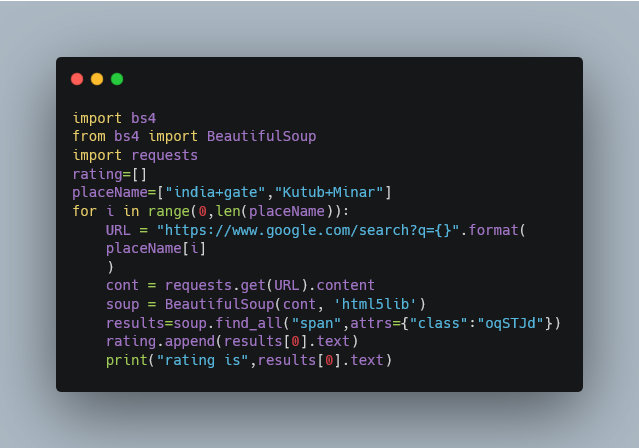 import bs4
from bs4 import BeautifulSoup
import requests
rating=[]
placeName=["india+gate","Kutub+Minar"]
for i in range(0,len(placeName)):
    URL = "https://www.google.com/search?q={}".format(
    placeName[i]
    )
    cont = requests.get(URL).content
    soup = BeautifulSoup(cont, 'html5lib')
    results=soup.find_all("span",attrs={"class":"oqSTJd"})
    rating.append(results[0].text)
    print("rating is",results[0].text)